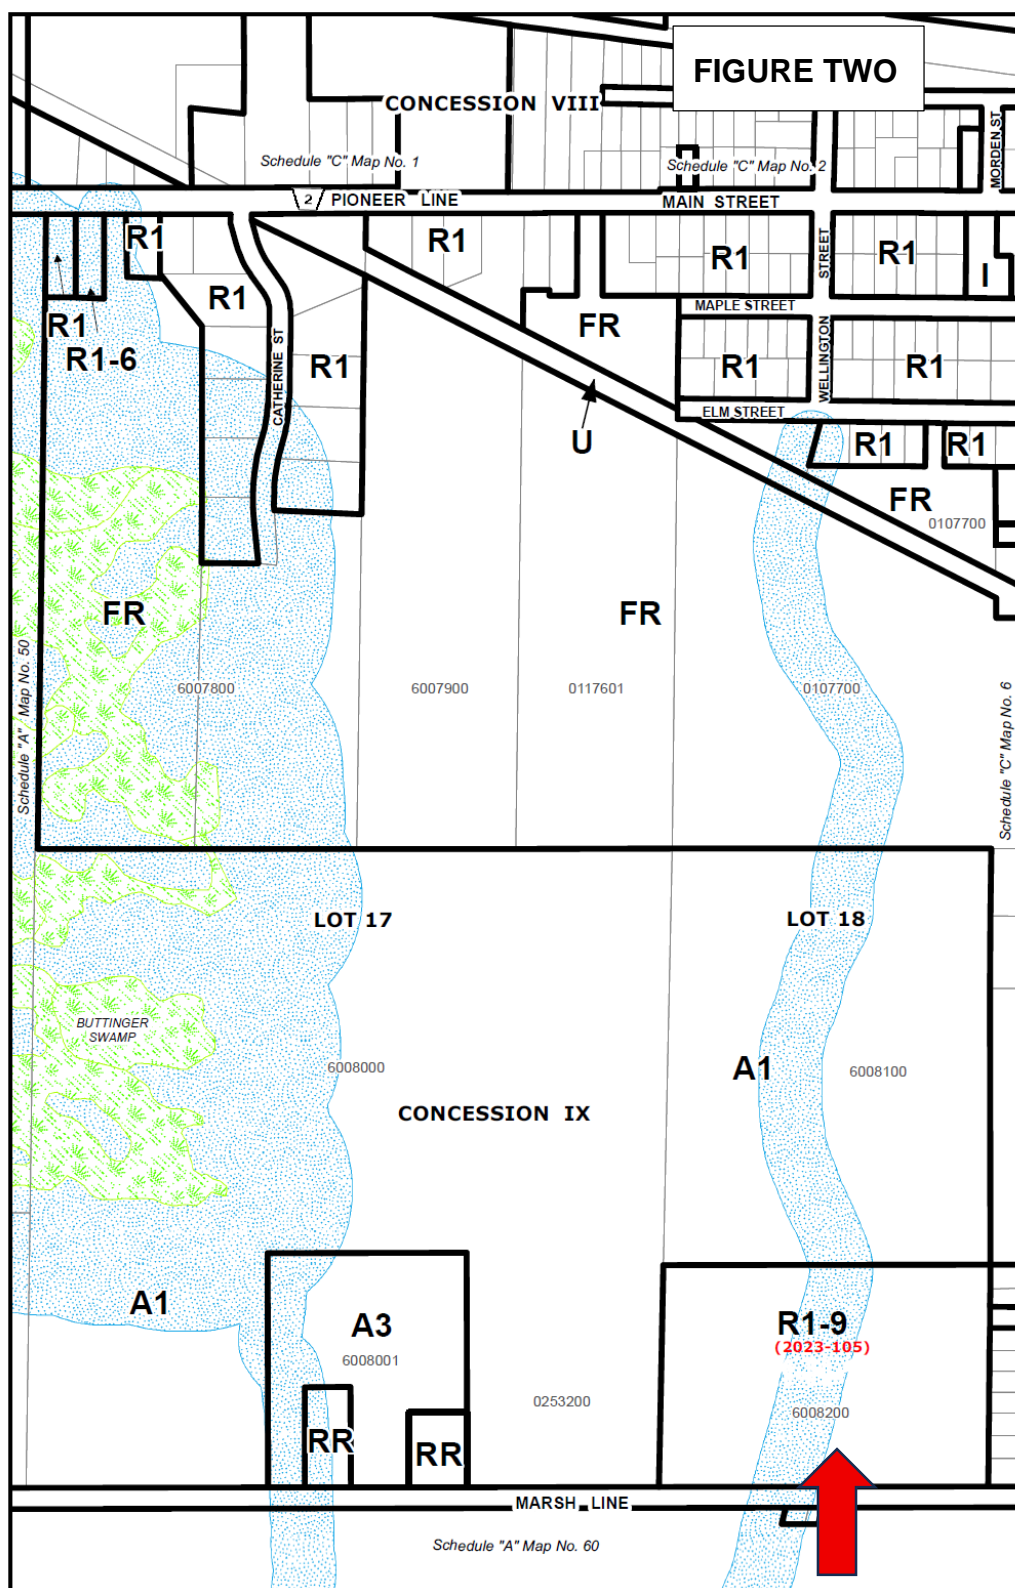 FIGURE TWO
CONCESSION VIII
MORDEN ST
Schedule "C" Map No. 1
Schedule "C" Map No. 2
2
PIONEER LINE
MAIN STREET
R1
R1
R1
R1
I
WELLINGTON STREET
R1
MAPLE STREET
R1
R1-6
FR
CATHERINE ST
R1
R1
R1
ELM STREET
U
R1
R1
FR
0107700
FR
FR
Schedule "A" Map No. 50
6007800
6007900
0117601
0107700
Schedule "C" Map No. 6
LOT 17
LOT 18
BUTTINGER
SWAMP
6008000
A1
6008100
CONCESSION IX
A1
A3
6008001
R1-9
(2023-105)
0253200
6008200
RR
RR
MARSH LINE
Schedule "A" Map No. 60